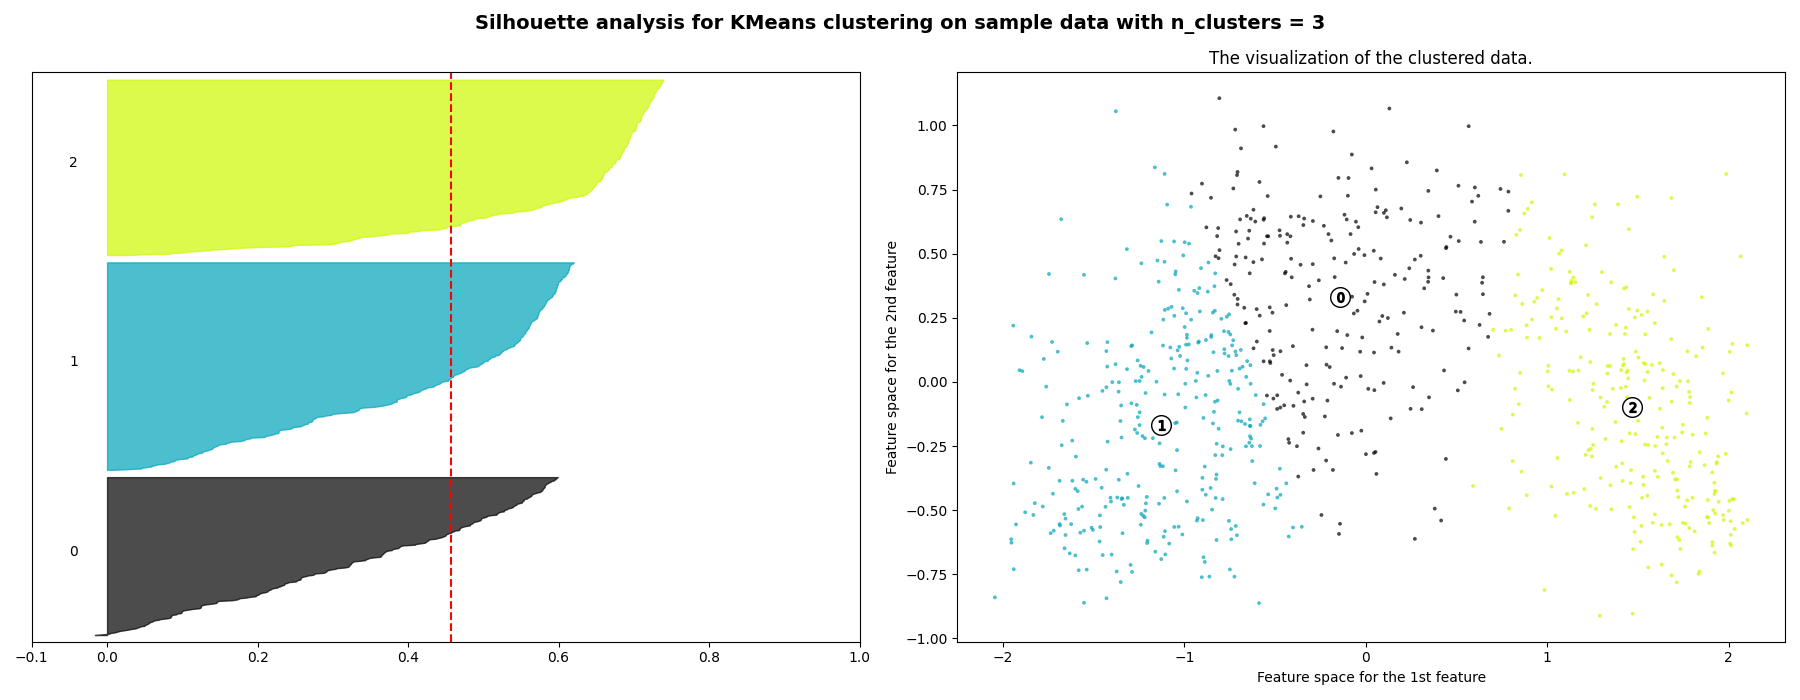 Silhouette analysis for KMeans clustering on sample data with n_clusters = 3
2
1
0
−0.1 0.0 0.2 0.4 0.6 0.8 1.0
The visualization of the clustered data.
Feature space for the 2nd feature
1.00
0.75
0.50
0.25
0.00
−0.25
−0.50
−0.75
−1.00
0
1
2
−2 −1 0 1 2
Feature space for the 1st feature